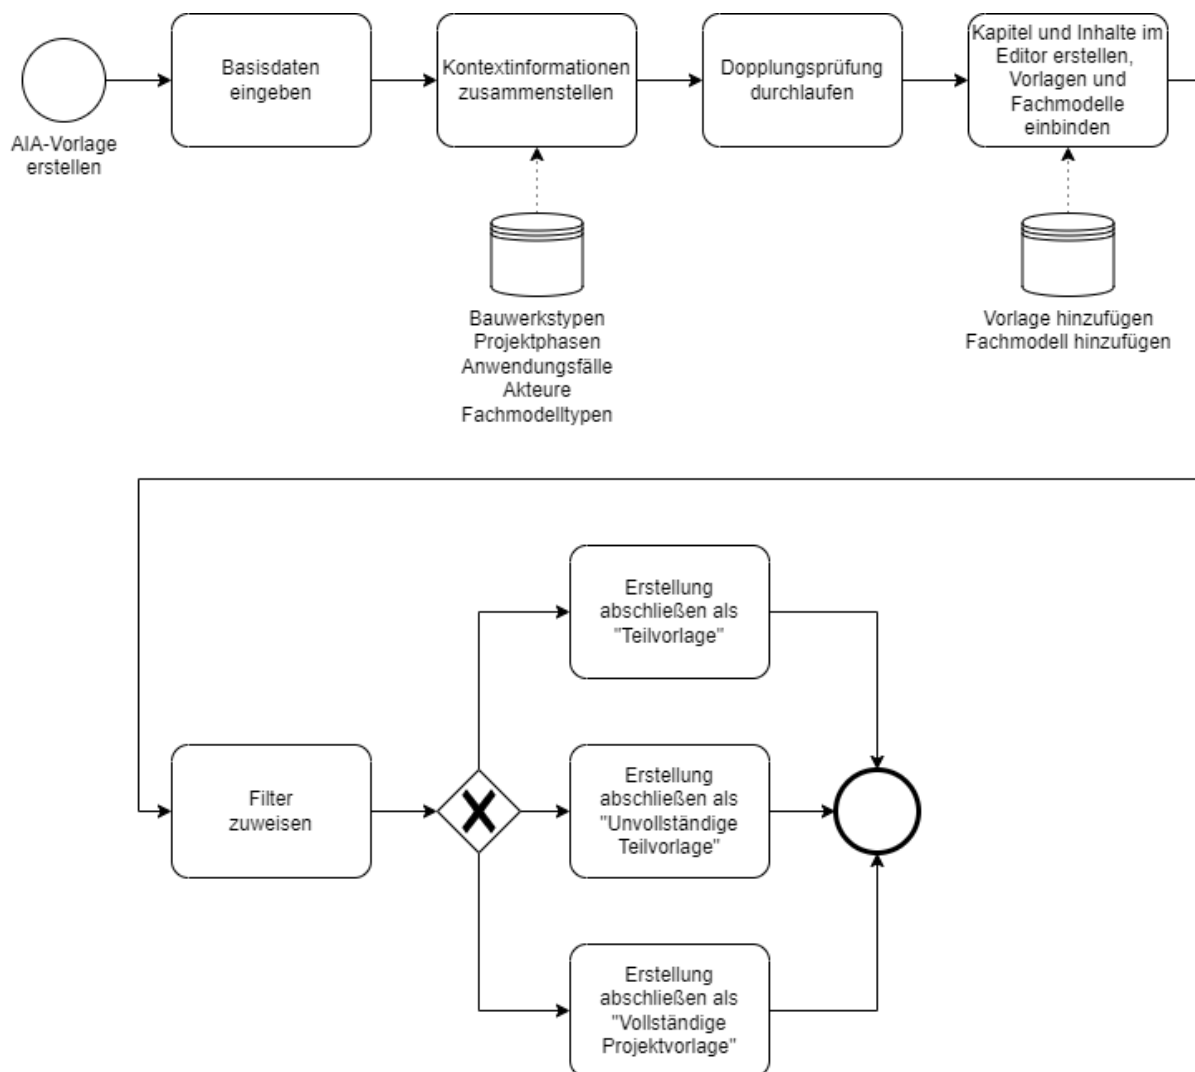 AIA-Vorlage
erstellen
Basisdaten
eingeben
Kontextinformationen
zusammenstellen
Dopplungsprüfung
durchlaufen
Kapitel und Inhalte im
Editor erstellen,
Vorlagen und
Fachmodelle
einbinden
Bauwerkstypen
Projektphasen
Anwendungsfälle
Akteure
Fachmodelltypen
Vorlage hinzufügen
Fachmodell hinzufügen
Filter
zuweisen
Erstellung
abschließen als
"Teilvorlage"
Erstellung
abschließen als
"Unvollständige
Teilvorlage"
Erstellung
abschließen als
"Vollständige
Projektvorlage"